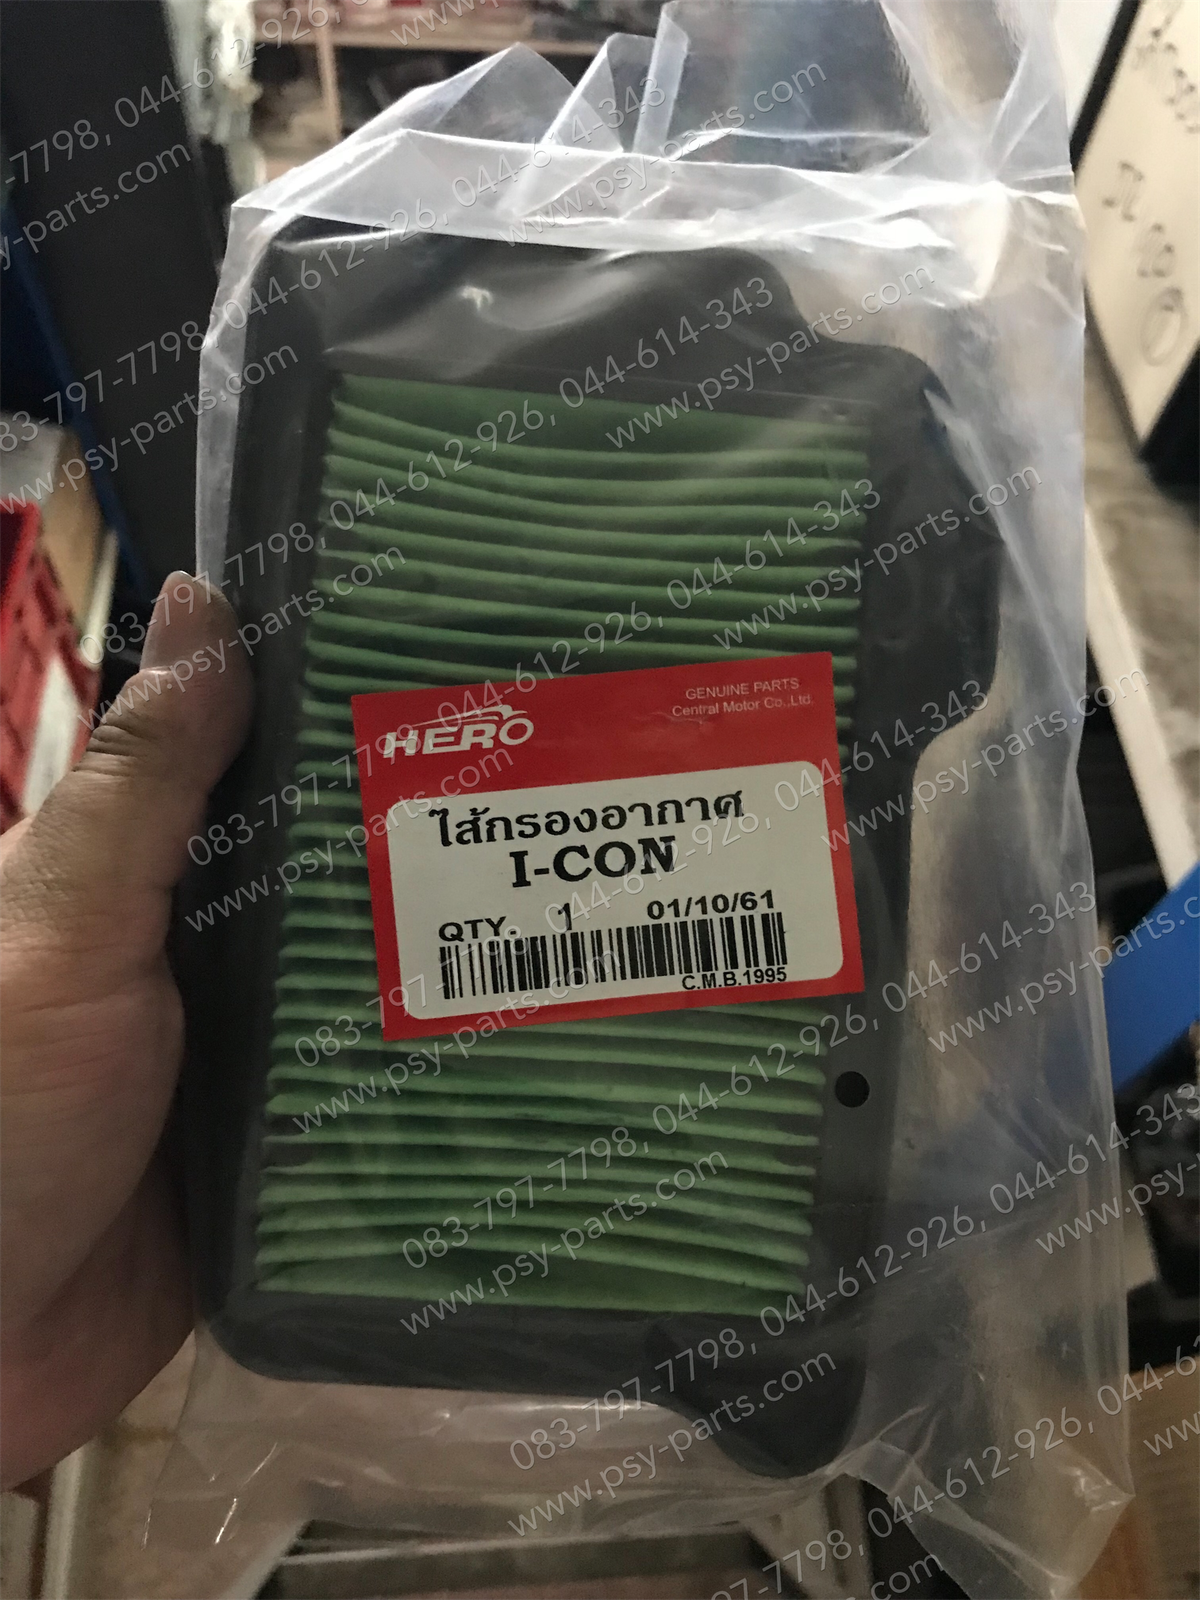 HERO
GENUINE PARTS
Central Motor Co.,Ltd.
ไส้กรองอากาศ
I-CON
QTY. 1 01/10/61
C.M.B.1995
083-797-7798, 044-612-926, 044-614-343
www.psy-parts.com